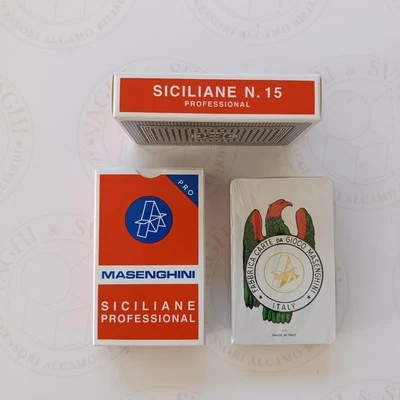 SICILIANE N. 15
PROFESSIONAL
PRO
MASENGHINI
SICILIANE
PROFESSIONAL
FABBRICA CARTE DA GIOCO MASENGHINI
ITALY